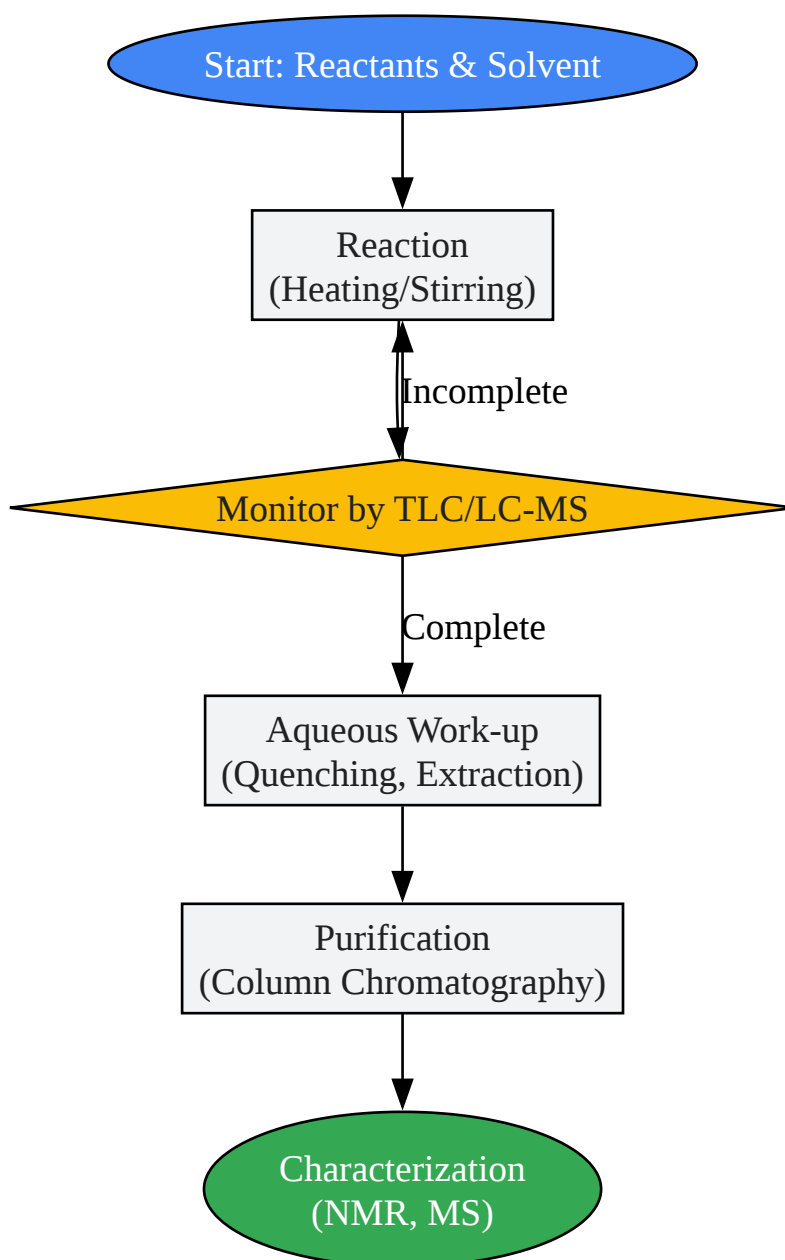 Start: Reactants & Solvent
Reaction
(Heating/Stirring)
Incomplete
Monitor by TLC/LC-MS
Complete
Aqueous Work-up
(Quenching, Extraction)
Purification
(Column Chromatography)
Characterization
(NMR, MS)